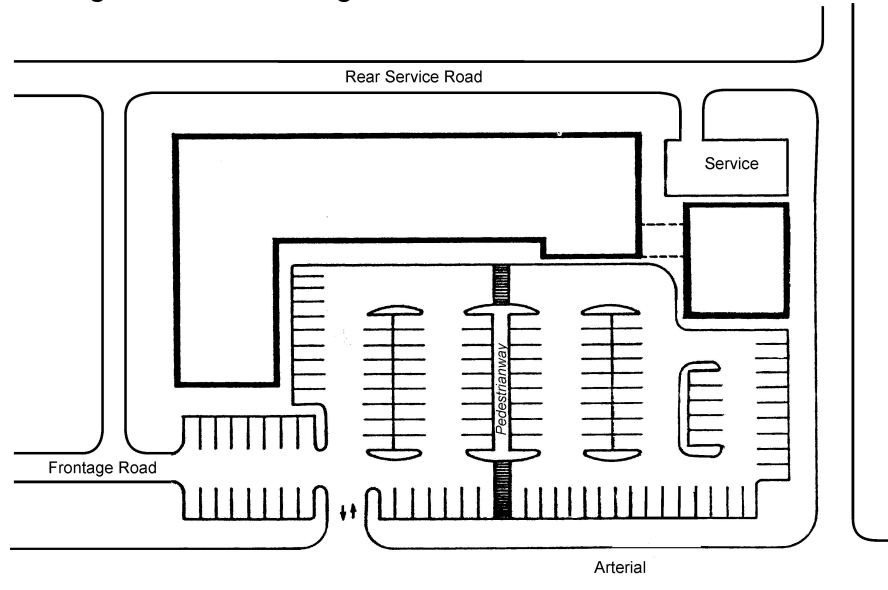 Rear Service Road
Service
Pedestrianway
Frontage Road
Arterial